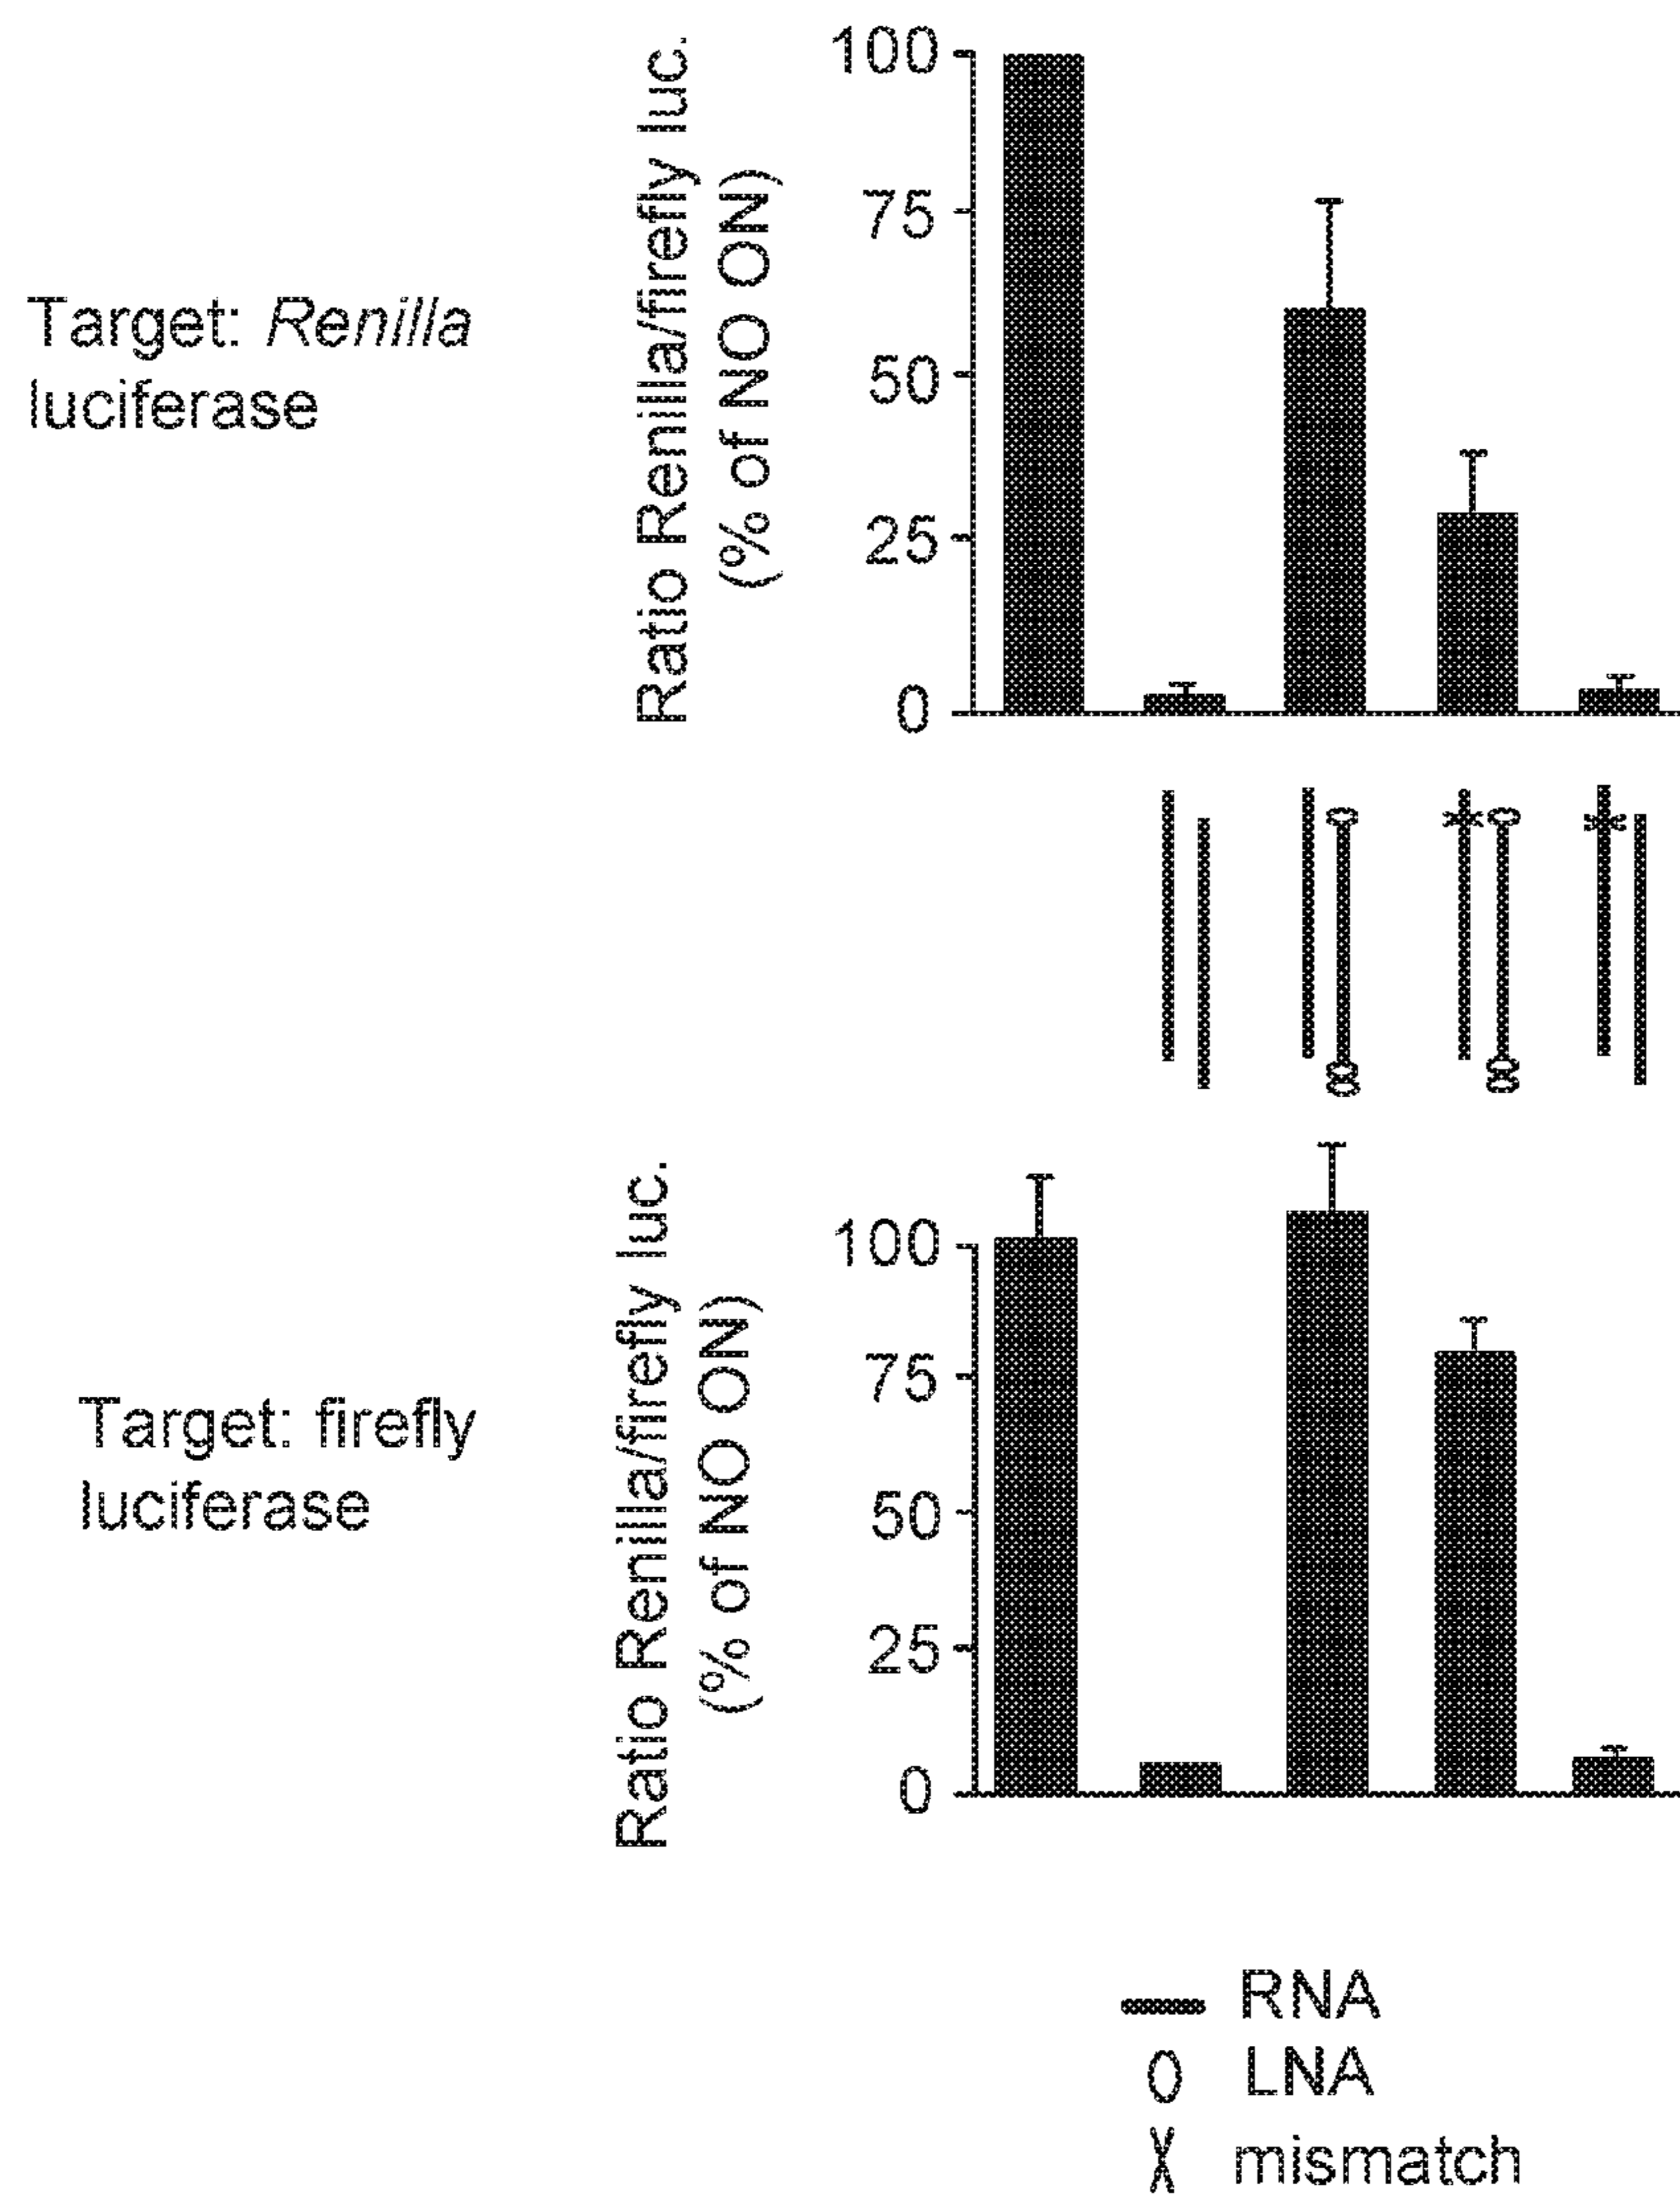 Target: Renilla
luciferase
Ratio Renilla/firefly luc.
(% of NO ON)
100
75
50
25
0
Target: firefly
luciferase
Ratio Renilla/firefly luc.
(% of NO ON)
100
75
50
25
0
RNA
LNA
mismatch